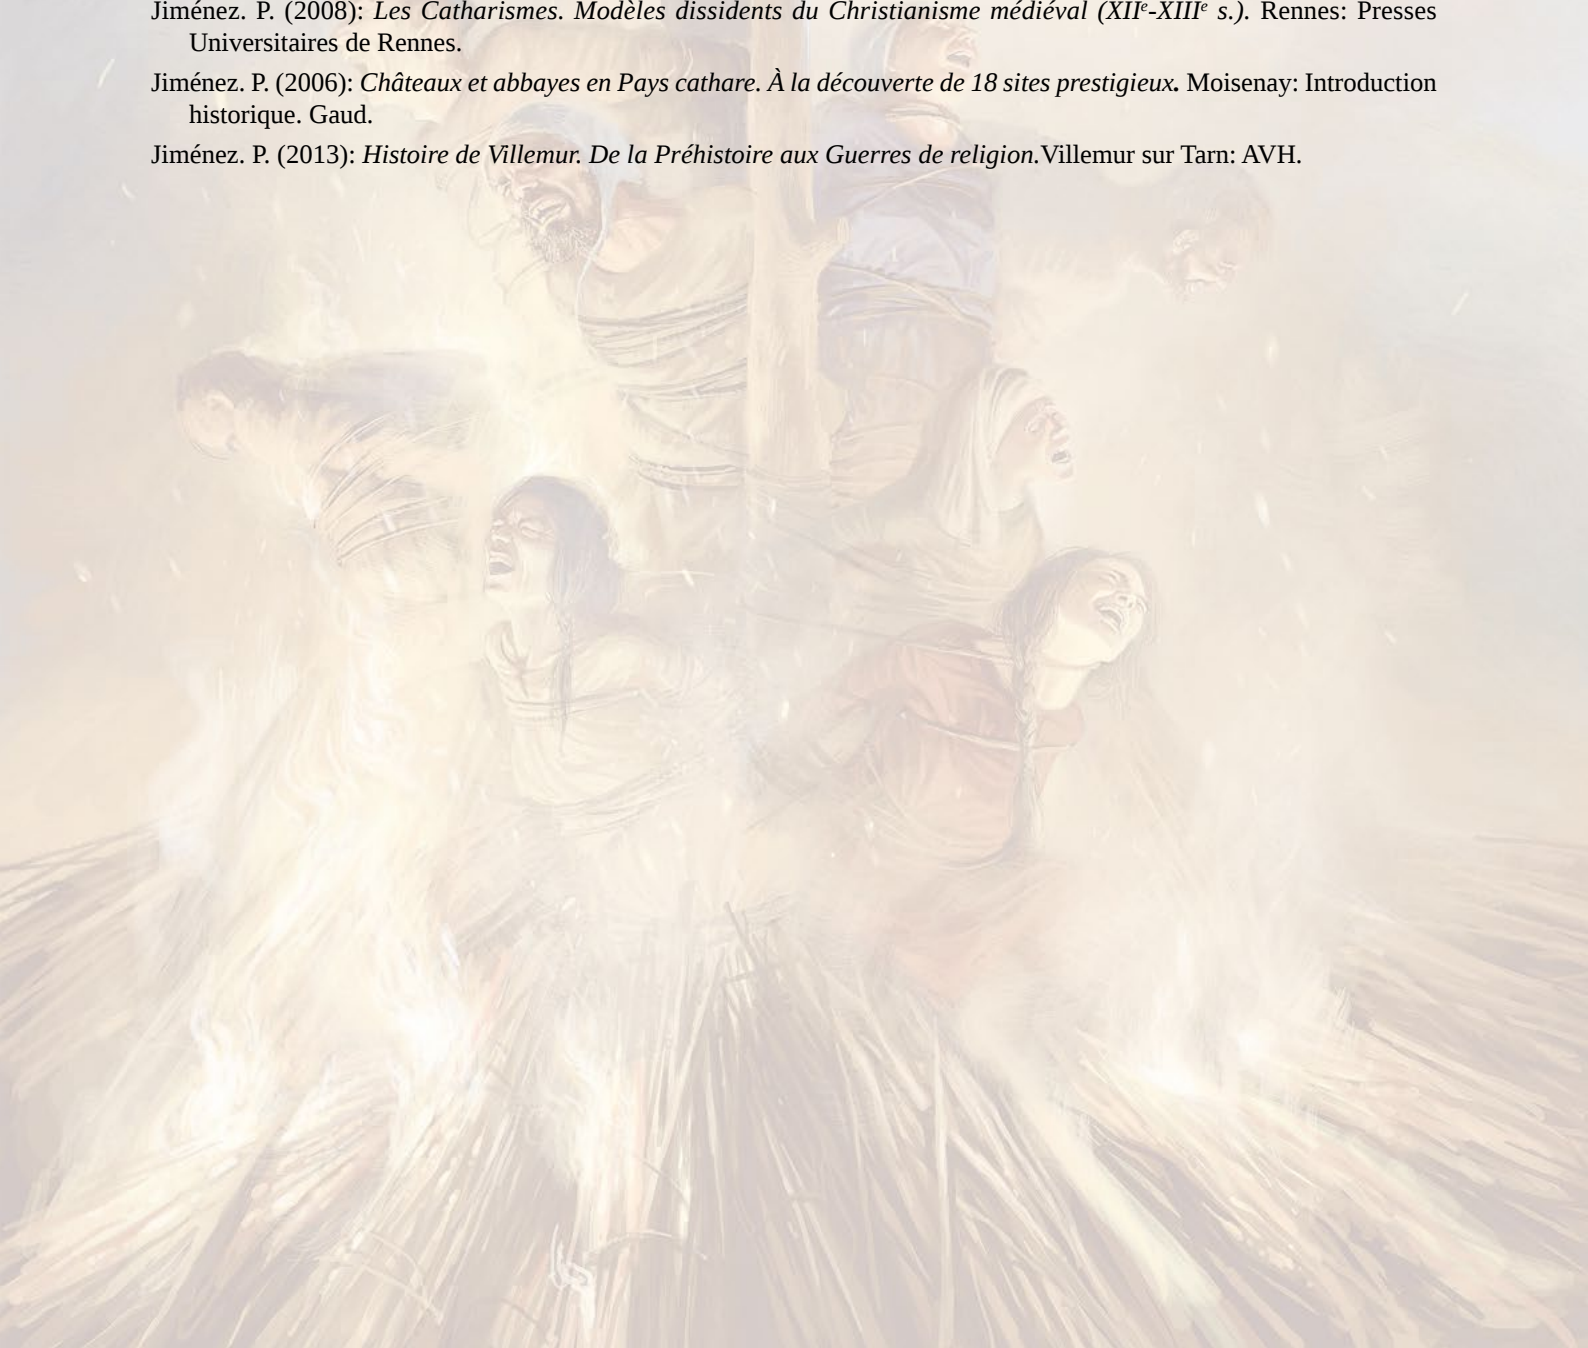 Jiménez. P. (2008): Les Catharismes. Modèles dissidents du Christianisme médiéval (XIIᵉ-XIIIᵉ s.). Rennes: Presses
Universitaires de Rennes.
Jiménez. P. (2006): Châteaux et abbayes en Pays cathare. À la découverte de 18 sites prestigieux. Moisenay: Introduction
historique. Gaud.
Jiménez. P. (2013): Histoire de Villemur. De la Préhistoire aux Guerres de religion.Villemur sur Tarn: AVH.